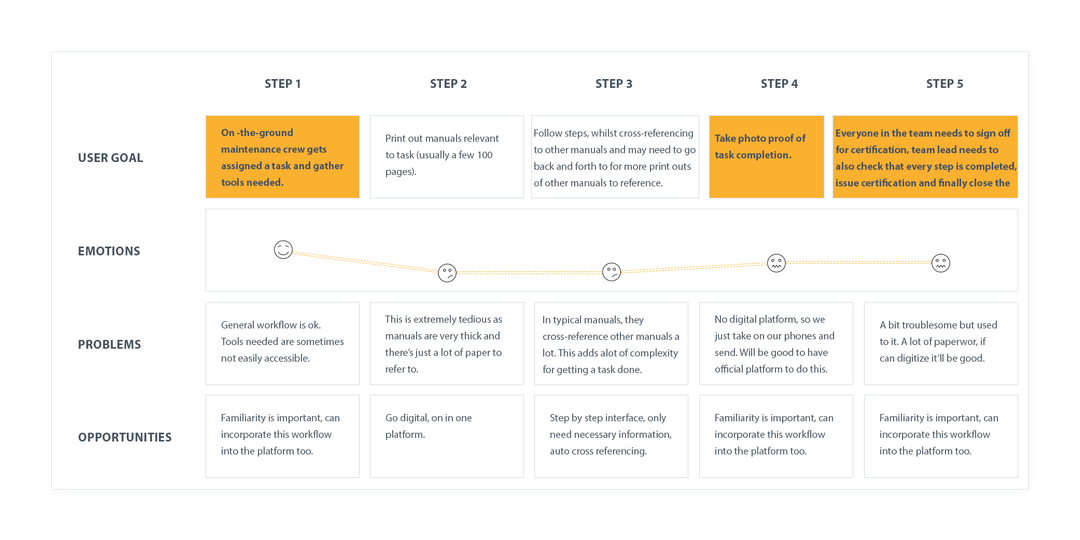 STEP 1
STEP 2
STEP 3
STEP 4
STEP 5
USER GOAL
On -the-ground
maintenance crew gets
assigned a task and gather
tools needed.
Print out manuals relevant
to task (usually a few 100
pages).
Follow steps, whilst cross-referencing
to other manuals and may need to go
back and forth to for more print outs
of other manuals to reference.
Take photo proof of
task completion.
Everyone in the team needs to sign off
for certification, team lead needs to
also check that every step is completed,
issue certification and finally close the
EMOTIONS
PROBLEMS
General workflow is ok.
Tools needed are sometimes
not easily accessible.
This is extremely tedious as
manuals are very thick and
there's just a lot of paper to
refer to.
In typical manuals, they
cross-reference other manuals a
lot. This adds alot of complexity
for getting a task done.
No digital platform, so we
just take on our phones and
send. Will be good to have
official platform to do this.
A bit troublesome but used
to it. A lot of paperwor, if
can digitize it'll be good.
OPPORTUNITIES
Familiarity is important, can
incorporate this workflow
into the platform too.
Go digital, on in one
platform.
Step by step interface, only
need necessary information,
auto cross referencing.
Familiarity is important, can
incorporate this workflow
into the platform too.
Familiarity is important, can
incorporate this workflow
into the platform too.